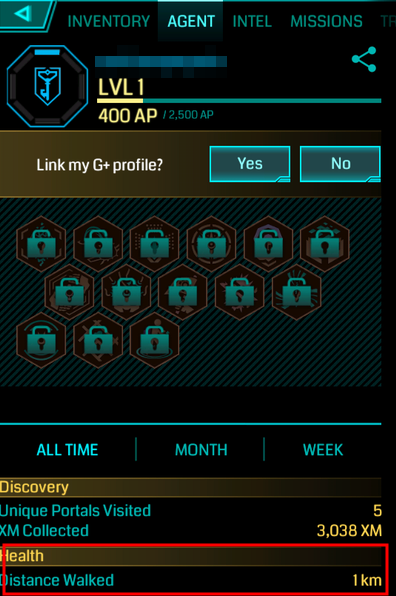 INVENTORY AGENT INTEL MISSIONS TR
LVL 1
400 AP / 2,500 AP
Link my G+ profile? Yes No
ALL TIME MONTH WEEK
Discovery
Unique Portals Visited 5
XM Collected 3,038 XM
Health
Distance Walked 1 km